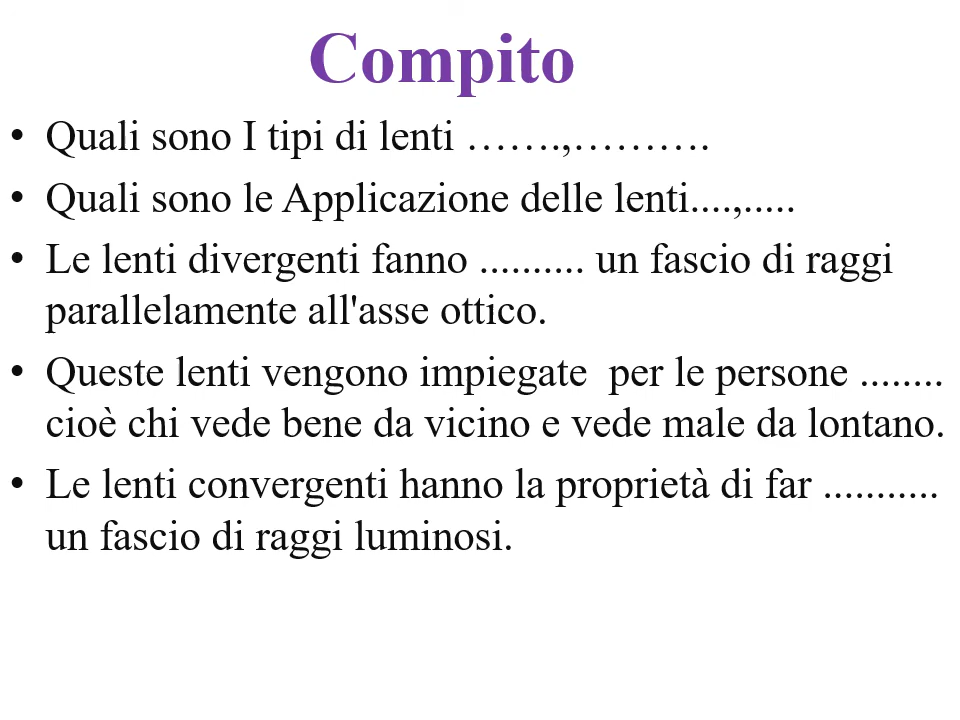 Compito
• Quali sono I tipi di lenti …….,……….
• Quali sono le Applicazione delle lenti....,.....
• Le lenti divergenti fanno .......... un fascio di raggi
parallelamente all'asse ottico.
• Queste lenti vengono impiegate  per le persone ........
cioè chi vede bene da vicino e vede male da lontano.
• Le lenti convergenti hanno la proprietà di far ...........
un fascio di raggi luminosi.